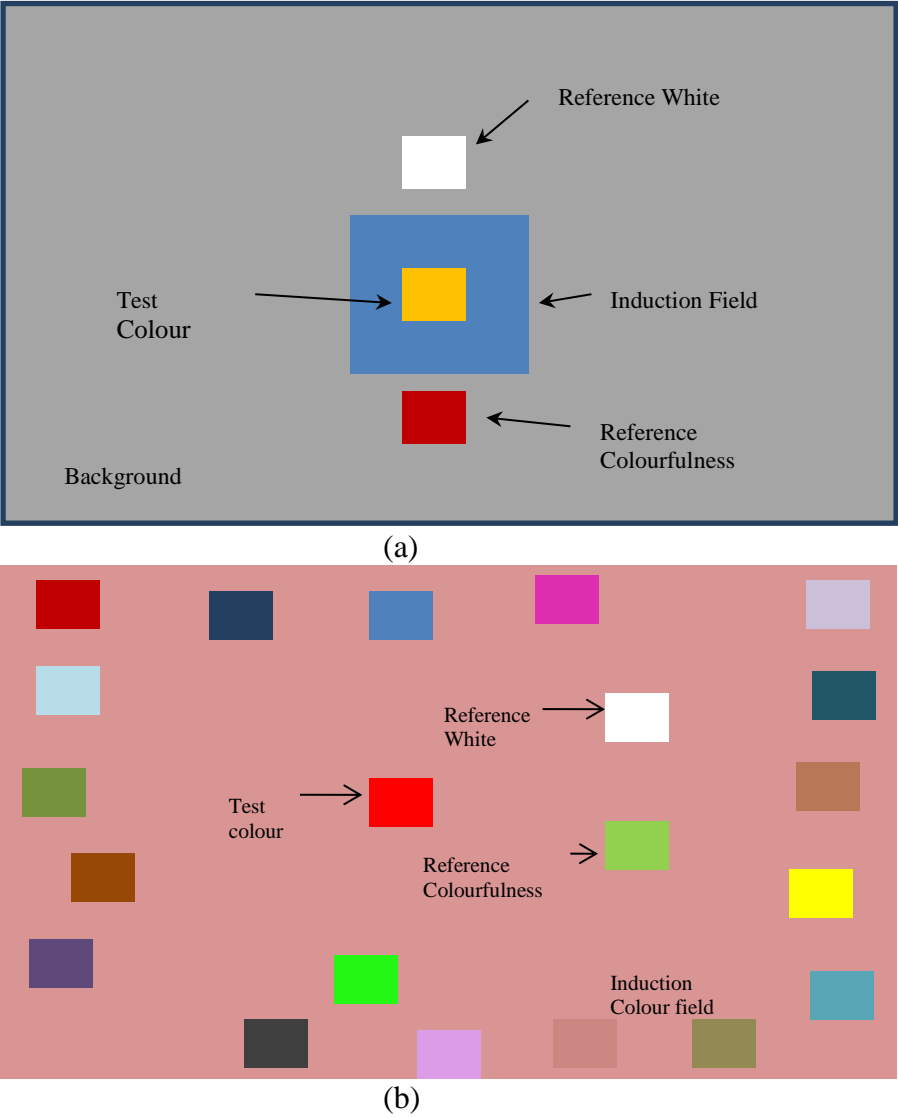 Reference White
Test
Colour
Induction Field
Reference
Colourfulness
Background
(a)
Reference
White
Test
colour
Reference
Colourfulness
Induction
Colour field
(b)